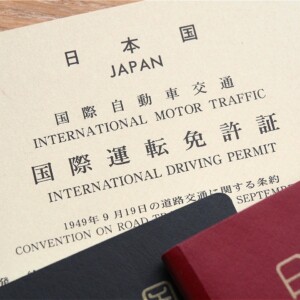 日本国
JAPAN
国際自動車交通
INTERNATIONAL MOTOR TRAFFIC
国際運転免許証
INTERNATIONAL DRIVING PERMIT
1949年9月19日の道路交通に関する条約
CONVENTION ON ROAD SEPTEMBER